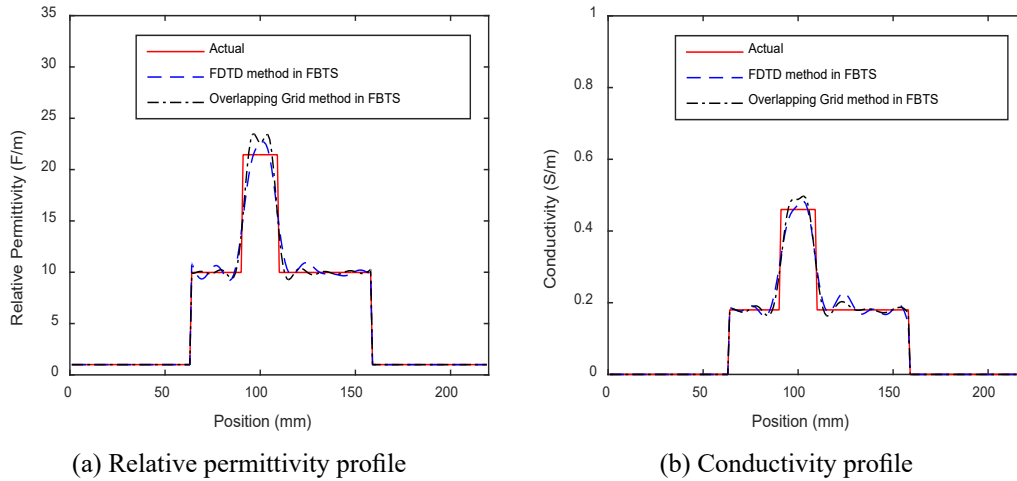 35
30
25
20
15
10
5
0
Relative Permittivity (F/m)
Actual
FDTD method in FBTS
Overlapping Grid method in FBTS
0 50 100 150 200
Position (mm)
(a) Relative permittivity profile
1
0.8
0.6
0.4
0.2
0
Conductivity (S/m)
Actual
FDTD method in FBTS
Overlapping Grid method in FBTS
0 50 100 150 200
Position (mm)
(b) Conductivity profile